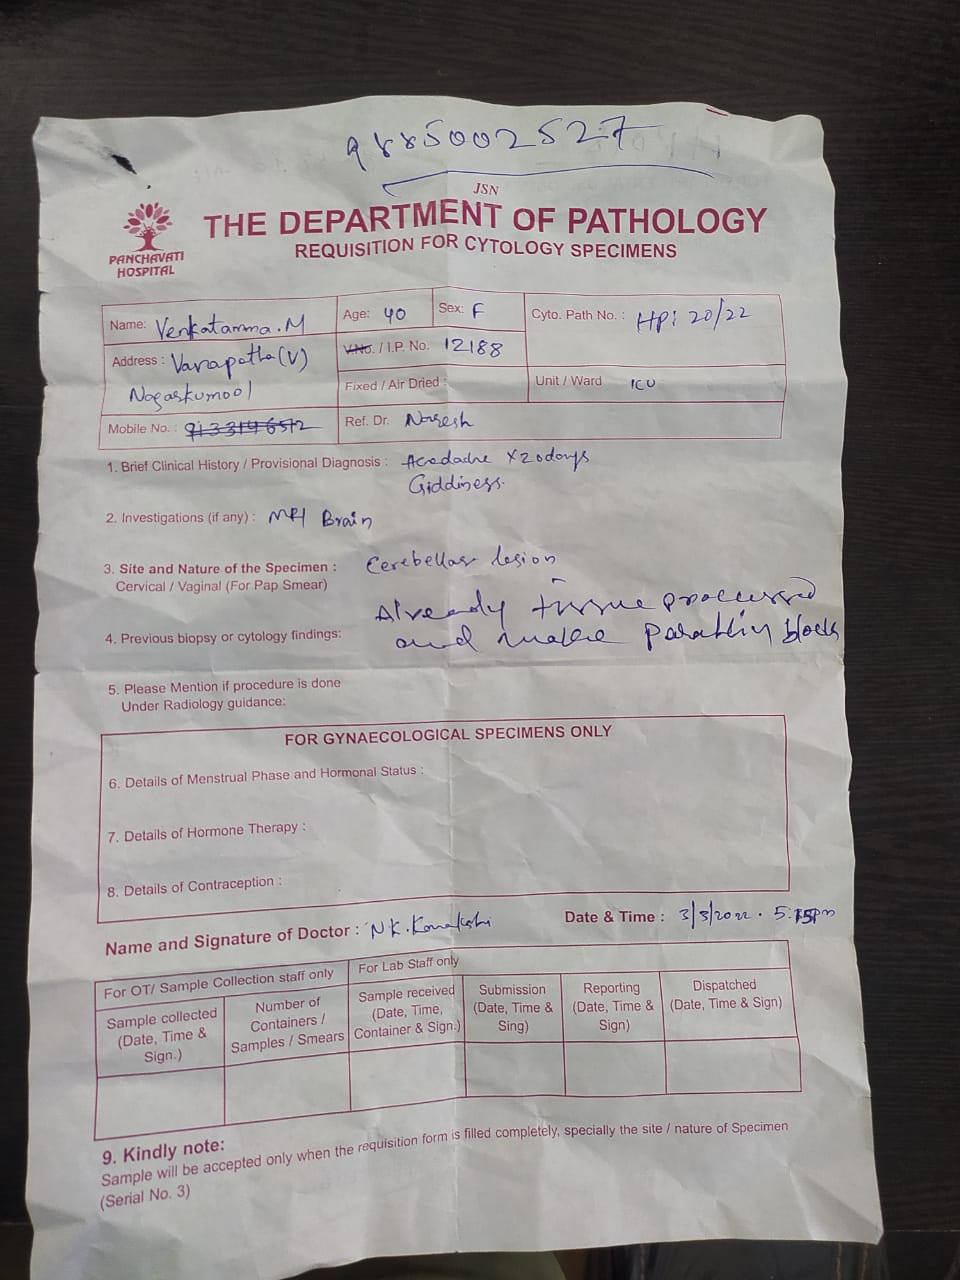 9885002527
JSN
THE DEPARTMENT OF PATHOLOGY
REQUISITION FOR CYTOLOGY SPECIMENS
PANCHAVATI
HOSPITAL
Name: Venkatamma.M
Age: 40
Sex: F
Cyto. Path No. : HPi 20/22
Address : Varapatha (V)
Nagaskumool
V.No. / I.P. No. 12188
Fixed / Air Dried :
Unit / Ward ICU
Mobile No. :
Ref. Dr. Naresh
1. Brief Clinical History / Provisional Diagnosis : x20days
Giddiness.
2. Investigations (if any) : MRI Brain
3. Site and Nature of the Specimen : Cerebellar lesion
Cervical / Vaginal (For Pap Smear)
Already tissue processed
4. Previous biopsy or cytology findings: and make paraffin blocks
5. Please Mention if procedure is done
Under Radiology guidance:
FOR GYNAECOLOGICAL SPECIMENS ONLY
6. Details of Menstrual Phase and Hormonal Status :
7. Details of Hormone Therapy :
8. Details of Contraception :
Name and Signature of Doctor : N.K.
Date & Time : 3/3/2022 . 5:15pm
For OT/ Sample Collection staff only
For Lab Staff only
Sample collected
(Date, Time &
Sign.)
Number of
Containers /
Samples / Smears
Sample received
(Date, Time,
Container & Sign.)
Submission
(Date, Time &
Sing)
Reporting
(Date, Time &
Sign)
Dispatched
(Date, Time & Sign)
9. Kindly note:
Sample will be accepted only when the requisition form is filled completely, specially the site / nature of Specimen
(Serial No. 3)